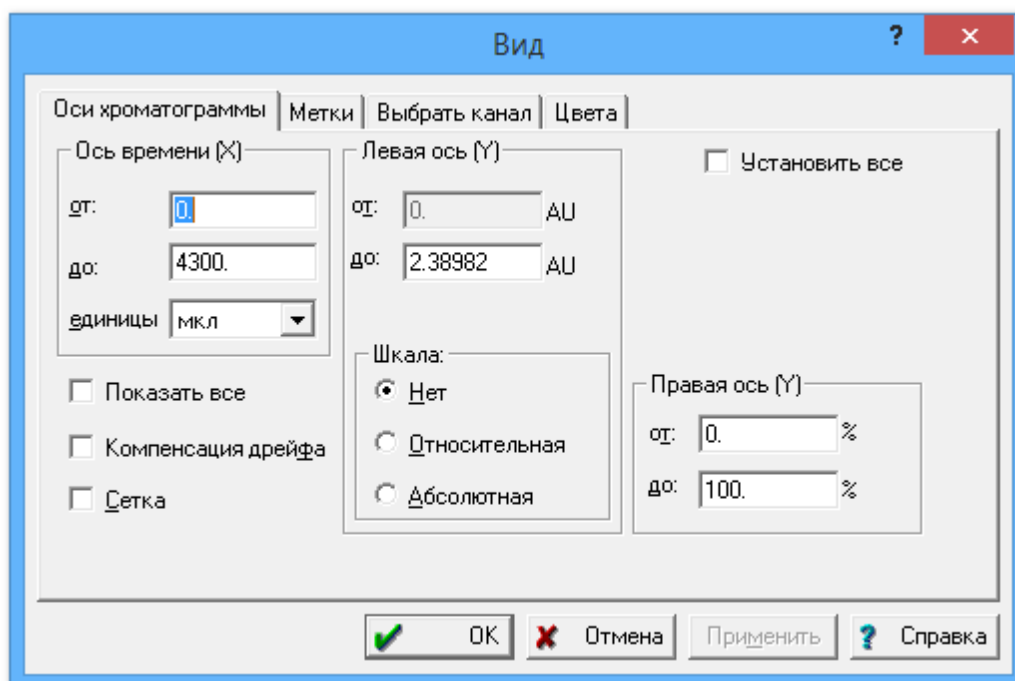 Вид
?
Оси хроматограммы
Метки
Выбрать канал
Цвета
Ось времени (X)
от: 0.
до: 4300.
единицы мкл
Показать все
Компенсация дрейфа
Сетка
Левая ось (Y)
от: 0. AU
до: 2.38982 AU
Шкала:
Нет
Относительная
Абсолютная
Установить все
Правая ось (Y)
от: 0. %
до: 100. %
OK
Отмена
Применить
? Справка